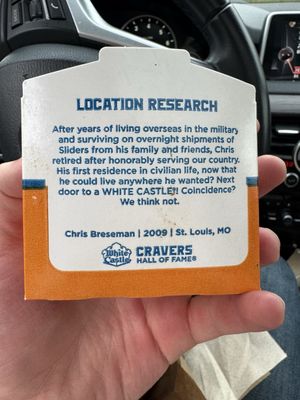 LOCATION RESEARCH
After years of living overseas in the military
and surviving on overnight shipments of
Sliders from his family and friends, Chris
retired after honorably serving our country.
His first residence in civilian life, now that
he could live anywhere he wanted? Next
door to a WHITE CASTLE®! Coincidence?
We think not.
Chris Breseman | 2009 | St. Louis, MO
White Castle
CRAVERS
HALL OF FAME®